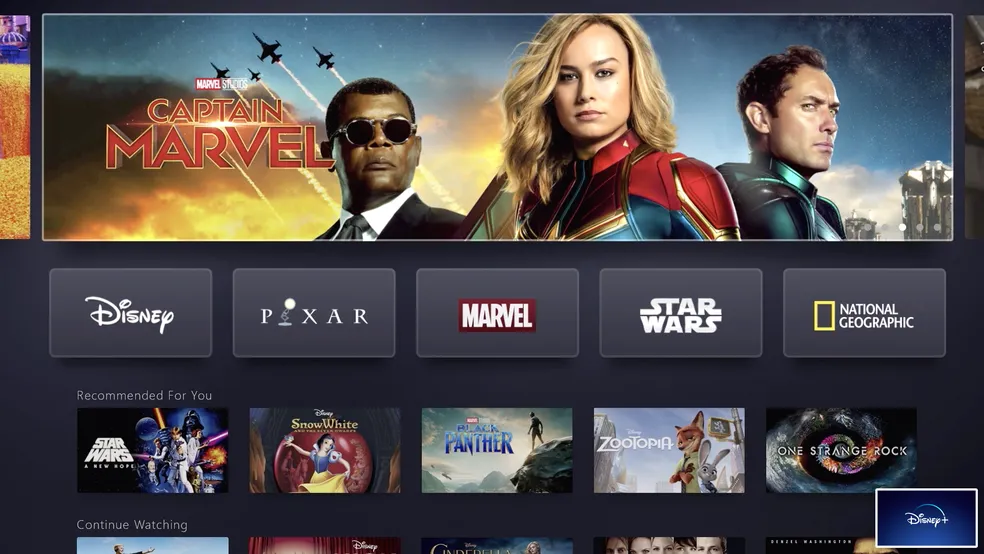 MARVEL STUDIOS
CAPTAIN
MARVEL
Disney
PIXAR
MARVEL
STAR
WARS
NATIONAL
GEOGRAPHIC
Recommended For You
STAR
WARS
A NEW HOPE
Disney
SnowWhite
AND THE SEVEN DWARFS
MARVEL STUDIOS
BLACK
PANTHER
Disney
ZOOTOPIA
ONE STRANGE ROCK
Disney+
Continue Watching
Disney
CINDERELLA
DENZEL WASHINGTON